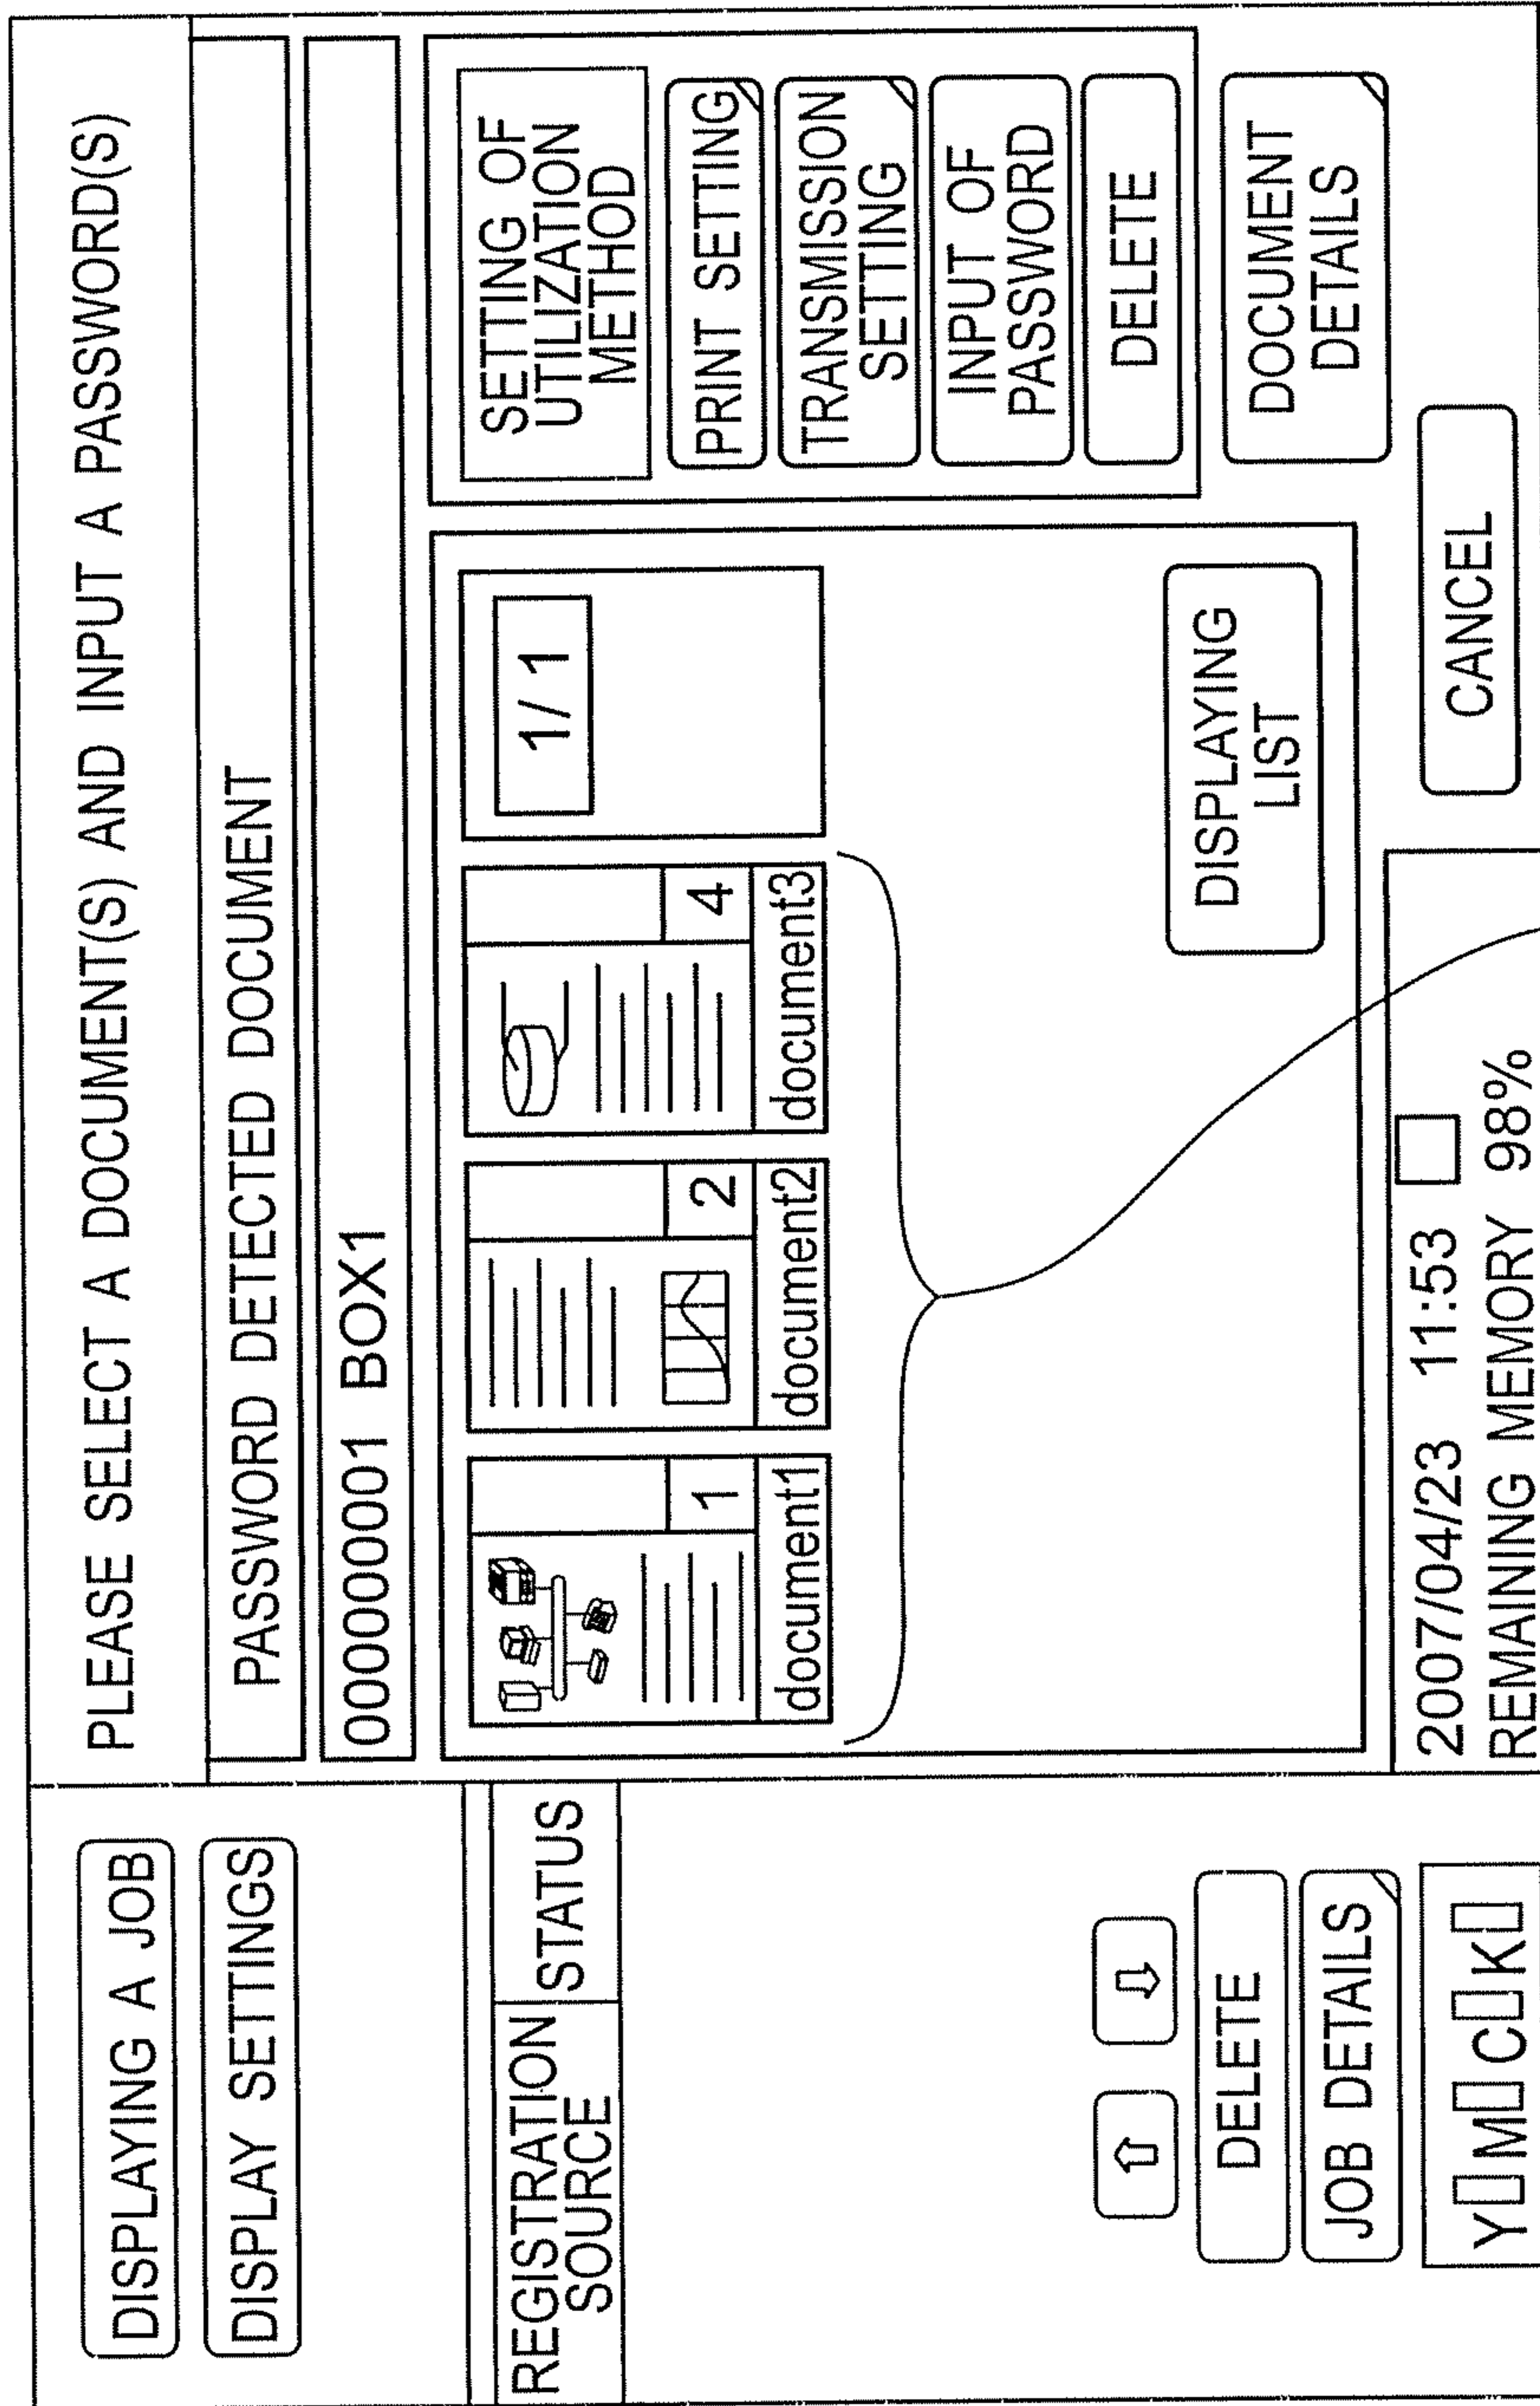 PLEASE SELECT A DOCUMENT(S) AND INPUT A PASSWORD(S)
DISPLAYING A JOB
DISPLAY SETTINGS
REGISTRATION
SOURCE
STATUS
DELETE
JOB DETAILS
Y M C K
PASSWORD DETECTED DOCUMENT
000000001 BOX1
1
document1
2
document2
4
document3
1/1
DISPLAYING
LIST
SETTING OF
UTILIZATION
METHOD
PRINT SETTING
TRANSMISSION
SETTING
INPUT OF
PASSWORD
DELETE
DOCUMENT
DETAILS
2007/04/23 11:53
REMAINING MEMORY 98%
CANCEL